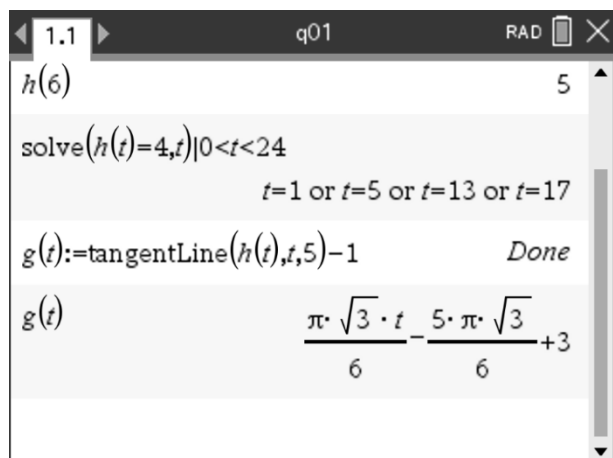 1.1 q01 RAD
h(6) 5
solve(h(t)=4,t)|0<t<24
t=1 or t=5 or t=13 or t=17
g(t):=tangentLine(h(t),t,5)−1 Done
g(t) π·√3·t/6 − 5·π·√3/6 +3